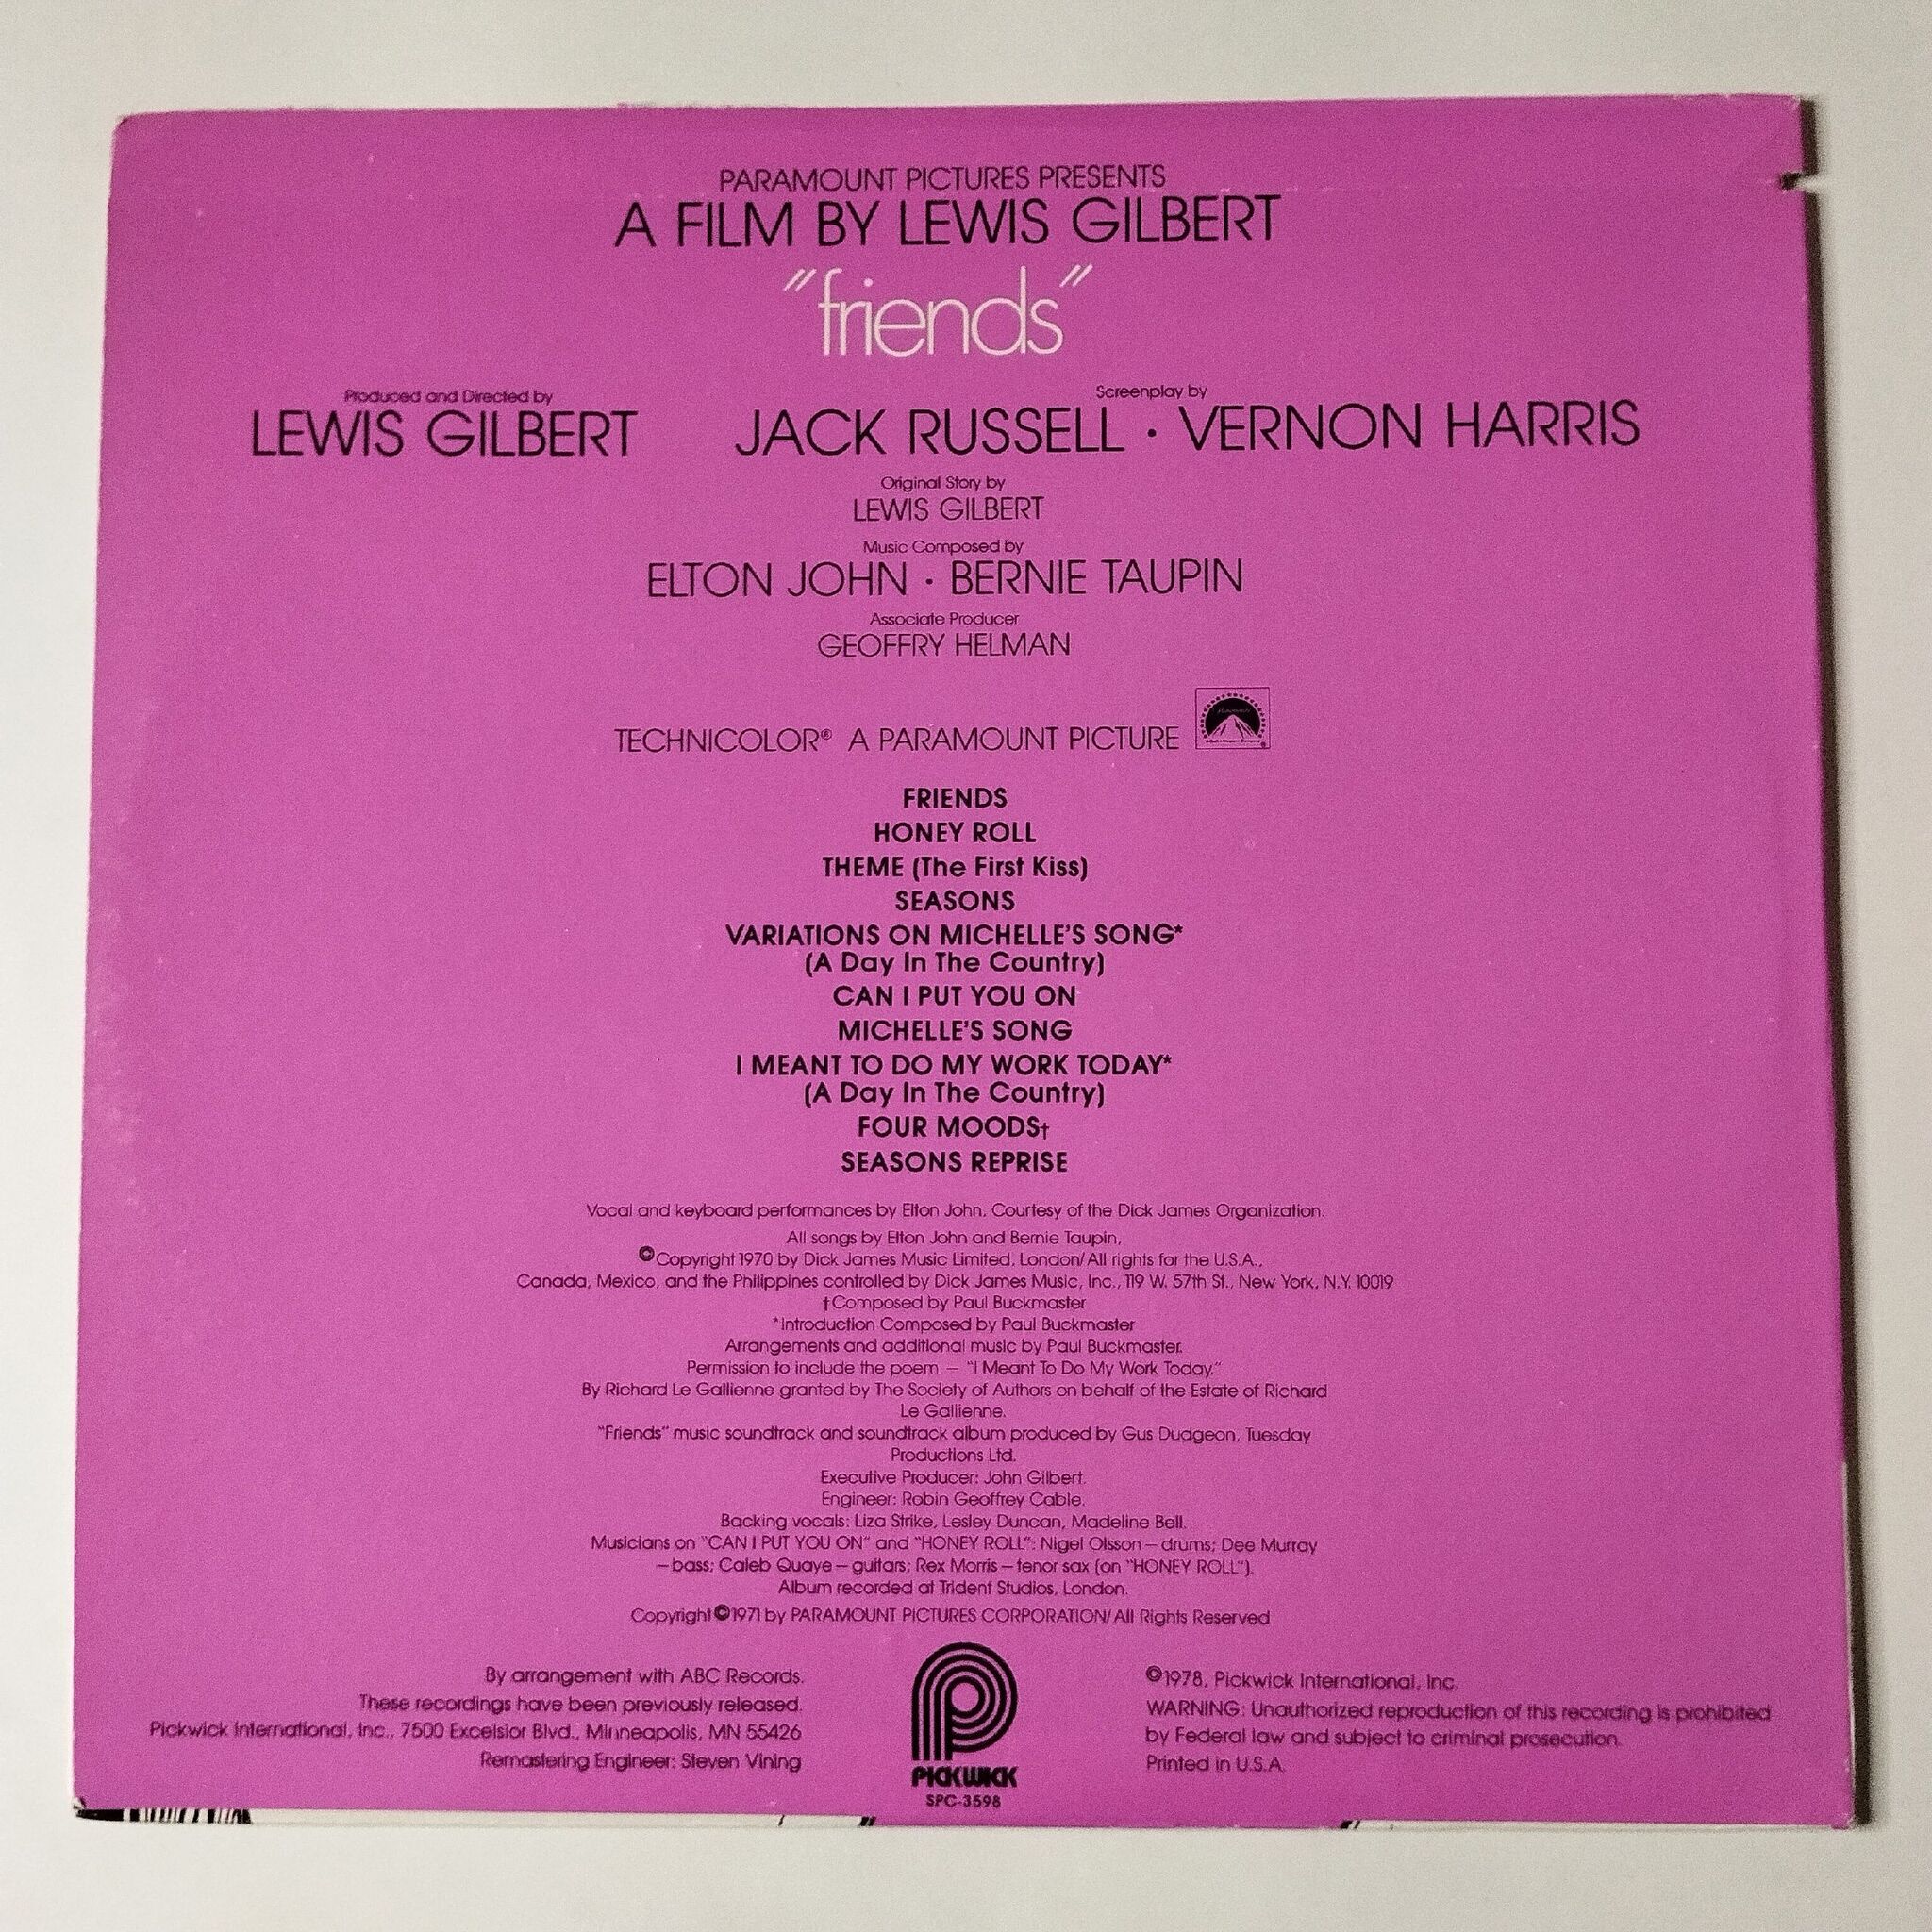 PARAMOUNT PICTURES PRESENTS
A FILM BY LEWIS GILBERT
"friends"
Produced and Directed by
LEWIS GILBERT
Screenplay by
JACK RUSSELL · VERNON HARRIS
Original Story by
LEWIS GILBERT
Music Composed by
ELTON JOHN · BERNIE TAUPIN
Associate Producer
GEOFFRY HELMAN
TECHNICOLOR® A PARAMOUNT PICTURE
FRIENDS
HONEY ROLL
THEME (The First Kiss)
SEASONS
VARIATIONS ON MICHELLE'S SONG*
(A Day In The Country)
CAN I PUT YOU ON
MICHELLE'S SONG
I MEANT TO DO MY WORK TODAY*
(A Day In The Country)
FOUR MOODS†
SEASONS REPRISE
Vocal and keyboard performances by Elton John. Courtesy of the Dick James Organization.
All songs by Elton John and Bernie Taupin,
©Copyright 1970 by Dick James Music Limited, London/All rights for the U.S.A.,
Canada, Mexico, and the Philippines controlled by Dick James Music, Inc., 119 W. 57th St., New York, N.Y. 10019
†Composed by Paul Buckmaster
*Introduction Composed by Paul Buckmaster
Arrangements and additional music by Paul Buckmaster.
Permission to include the poem — "I Meant To Do My Work Today."
By Richard Le Gallienne granted by The Society of Authors on behalf of the Estate of Richard
Le Gallienne.
"Friends" music soundtrack and soundtrack album produced by Gus Dudgeon, Tuesday
Productions Ltd.
Executive Producer: John Gilbert.
Engineer: Robin Geoffrey Cable.
Backing vocals: Liza Strike, Lesley Duncan, Madeline Bell.
Musicians on "CAN I PUT YOU ON" and "HONEY ROLL": Nigel Olsson—drums; Dee Murray
—bass; Caleb Quaye—guitars; Rex Morris—tenor sax (on "HONEY ROLL").
Album recorded at Trident Studios, London.
Copyright ©1971 by PARAMOUNT PICTURES CORPORATION/All Rights Reserved
By arrangement with ABC Records.
These recordings have been previously released.
Pickwick International, Inc., 7500 Excelsior Blvd., Minneapolis, MN 55426
Remastering Engineer: Steven Vining
PICKWICK
SPC-3598
©1978, Pickwick International, Inc.
WARNING: Unauthorized reproduction of this recording is prohibited
by Federal law and subject to criminal prosecution.
Printed in U.S.A.